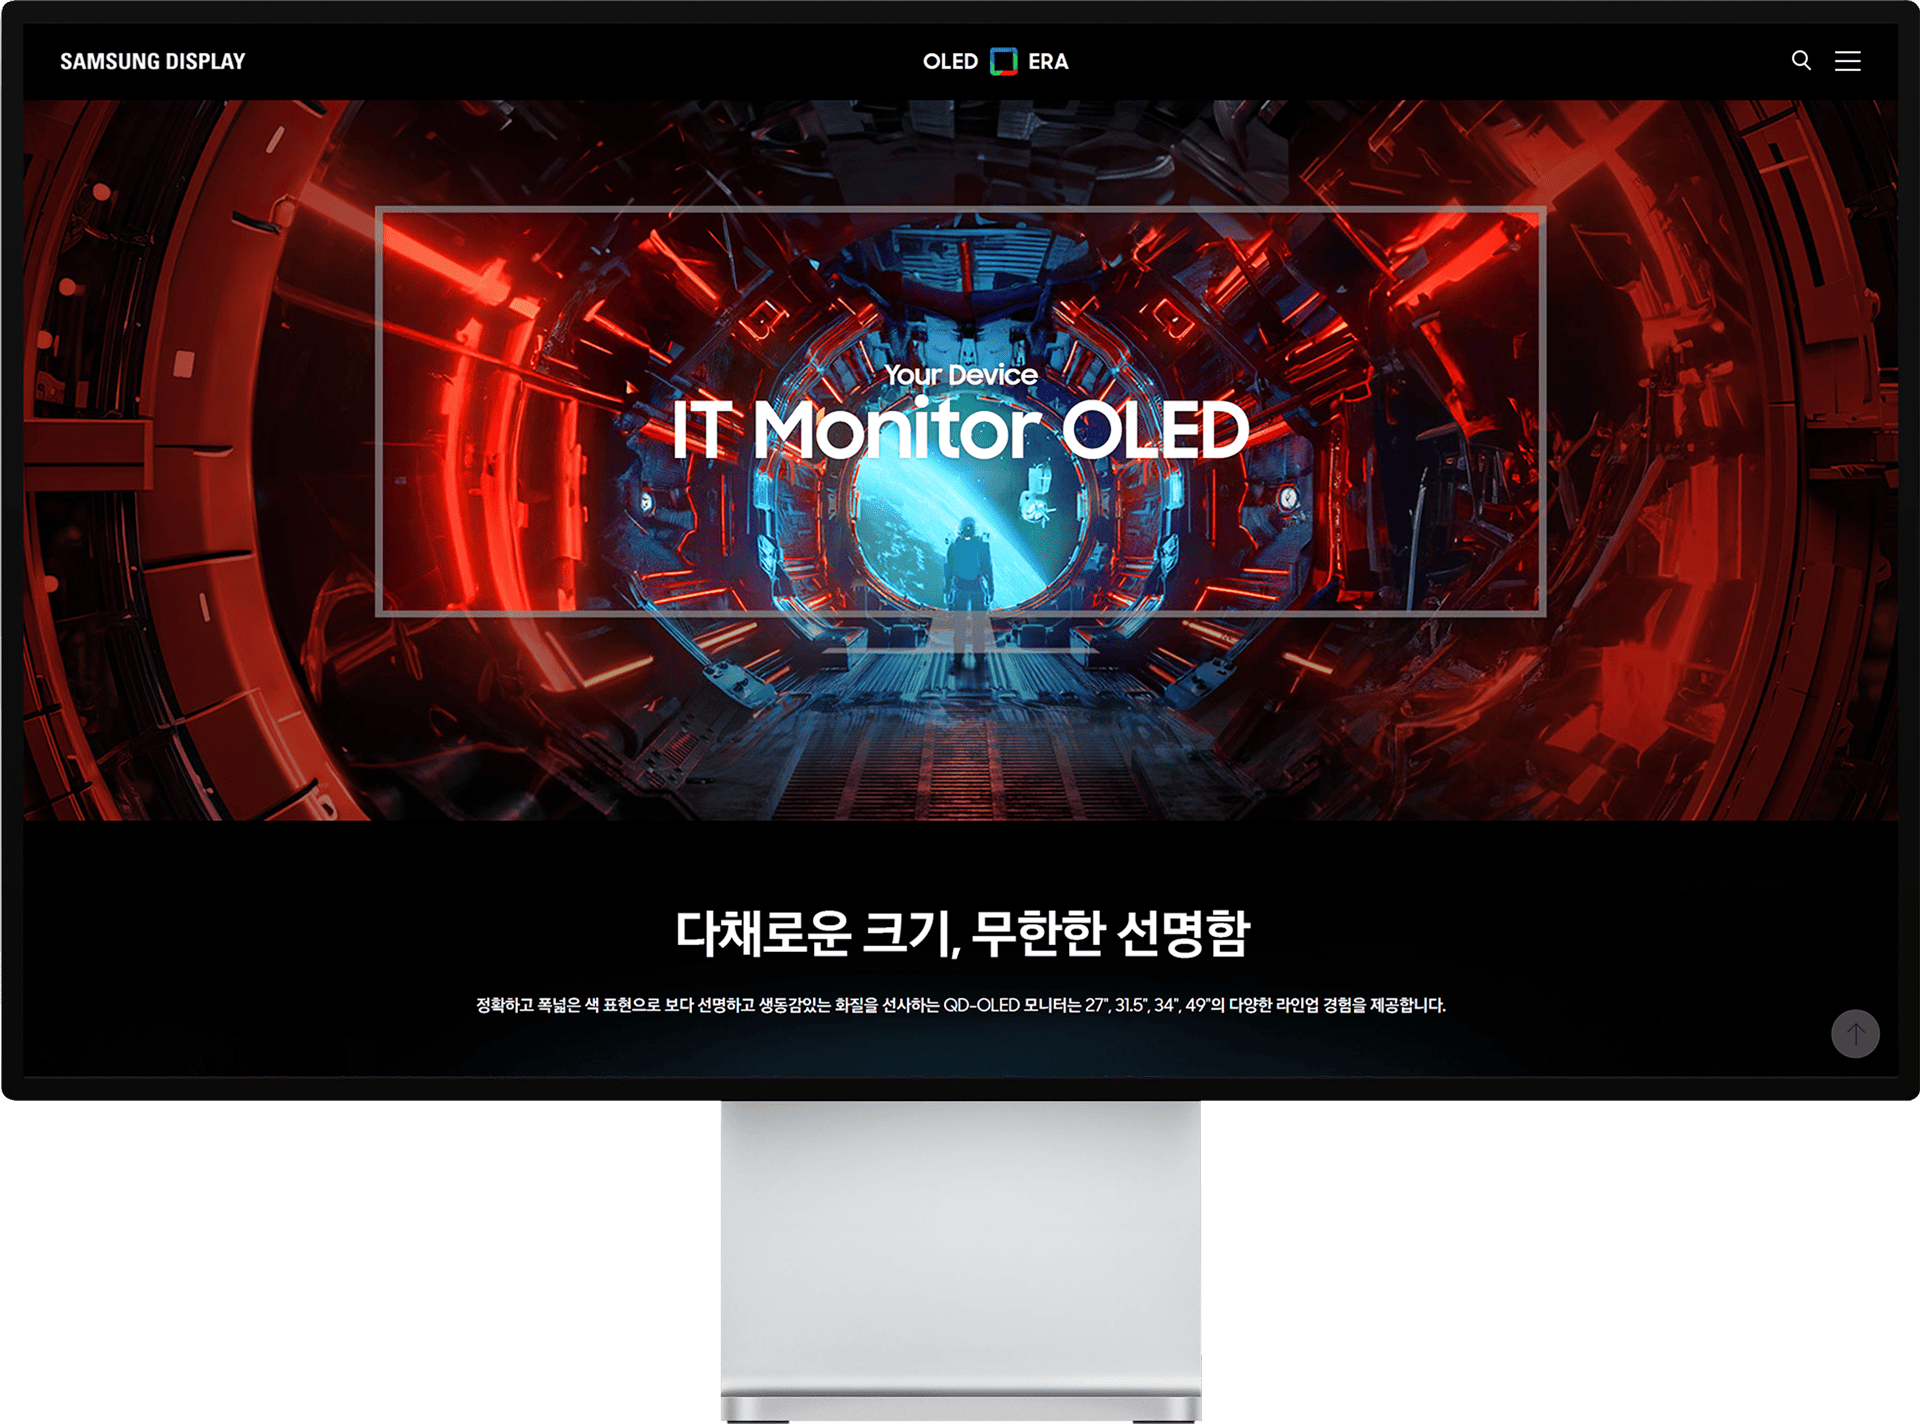 SAMSUNG DISPLAY
OLED ERA
Your Device
IT Monitor OLED
다채로운 크기, 무한한 선명함
정확하고 폭넓은 색 표현으로 보다 선명하고 생동감있는 화질을 선사하는 QD-OLED 모니터는 27", 31.5", 34", 49"의 다양한 라인업 경험을 제공합니다.